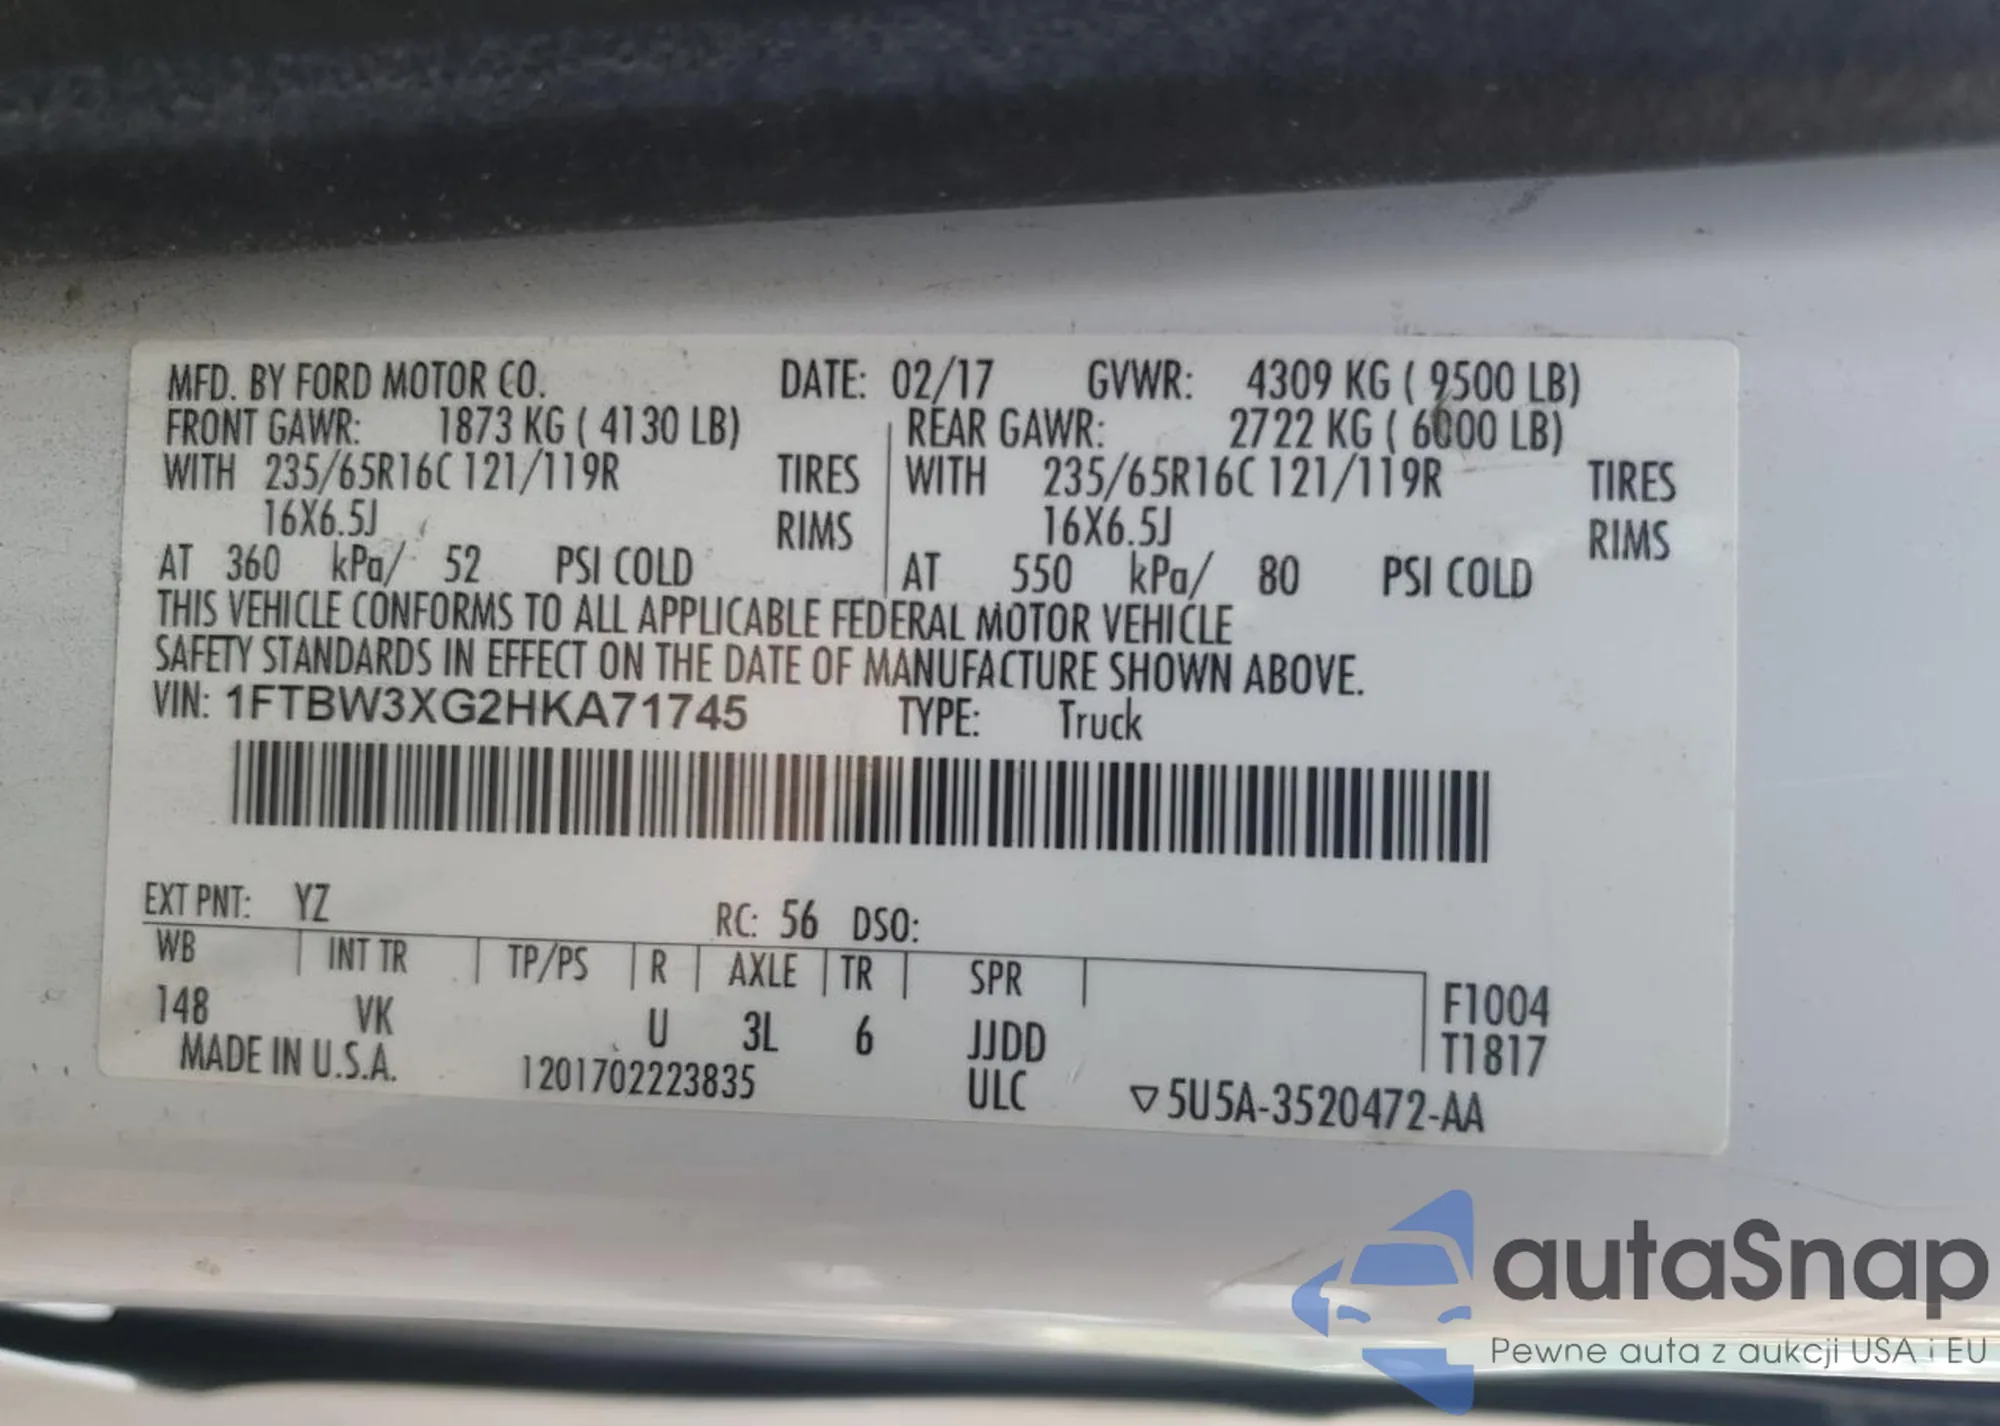 MFD. BY FORD MOTOR CO. DATE: 02/17 GVWR: 4309 KG ( 9500 LB)
FRONT GAWR: 1873 KG ( 4130 LB) REAR GAWR: 2722 KG ( 6000 LB)
WITH 235/65R16C 121/119R TIRES WITH 235/65R16C 121/119R TIRES
16X6.5J RIMS 16X6.5J RIMS
AT 360 kPa/ 52 PSI COLD AT 550 kPa/ 80 PSI COLD
THIS VEHICLE CONFORMS TO ALL APPLICABLE FEDERAL MOTOR VEHICLE
SAFETY STANDARDS IN EFFECT ON THE DATE OF MANUFACTURE SHOWN ABOVE.
VIN: 1FTBW3XG2HKA71745 TYPE: Truck
EXT PNT: YZ RC: 56 DSO:
WB INT TR TP/PS R AXLE TR SPR
148 VK U 3L 6 JJDD F1004
T1817
MADE IN U.S.A. 1201702223835 ULC ▽5U5A-3520472-AA
autaSnap
Pewne auta z aukcji USA i EU